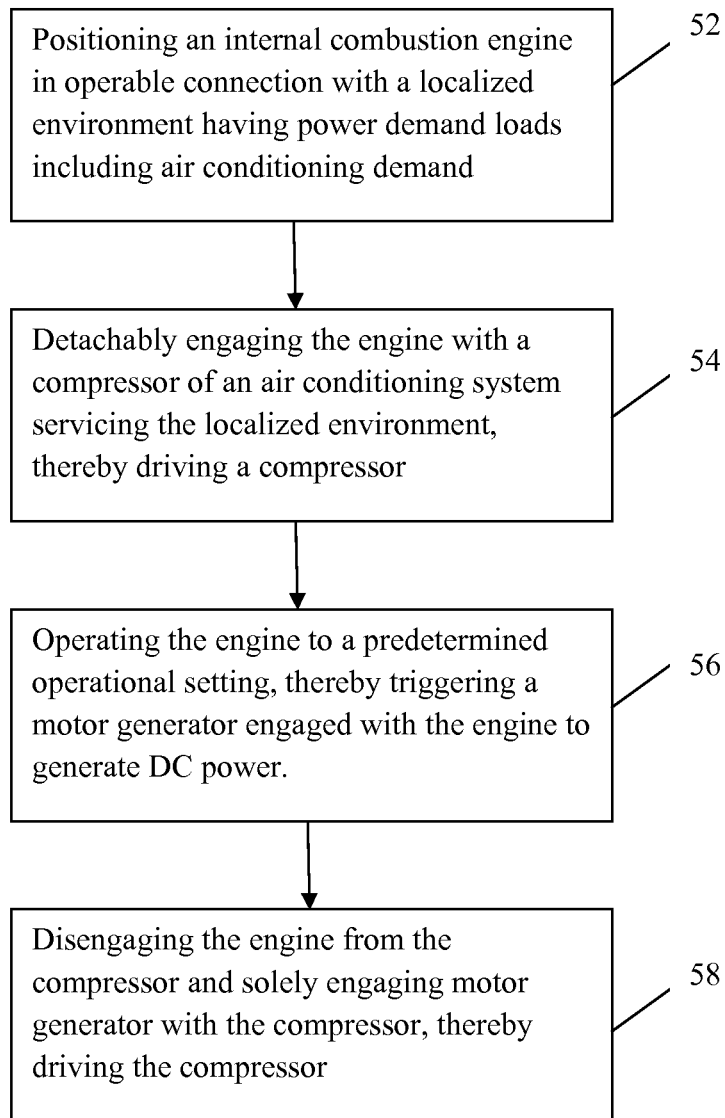 Positioning an internal combustion engine
in operable connection with a localized
environment having power demand loads
including air conditioning demand
52
Detachably engaging the engine with a
compressor of an air conditioning system
servicing the localized environment,
thereby driving a compressor
54
Operating the engine to a predetermined
operational setting, thereby triggering a
motor generator engaged with the engine to
generate DC power.
56
Disengaging the engine from the
compressor and solely engaging motor
generator with the compressor, thereby
driving the compressor
58